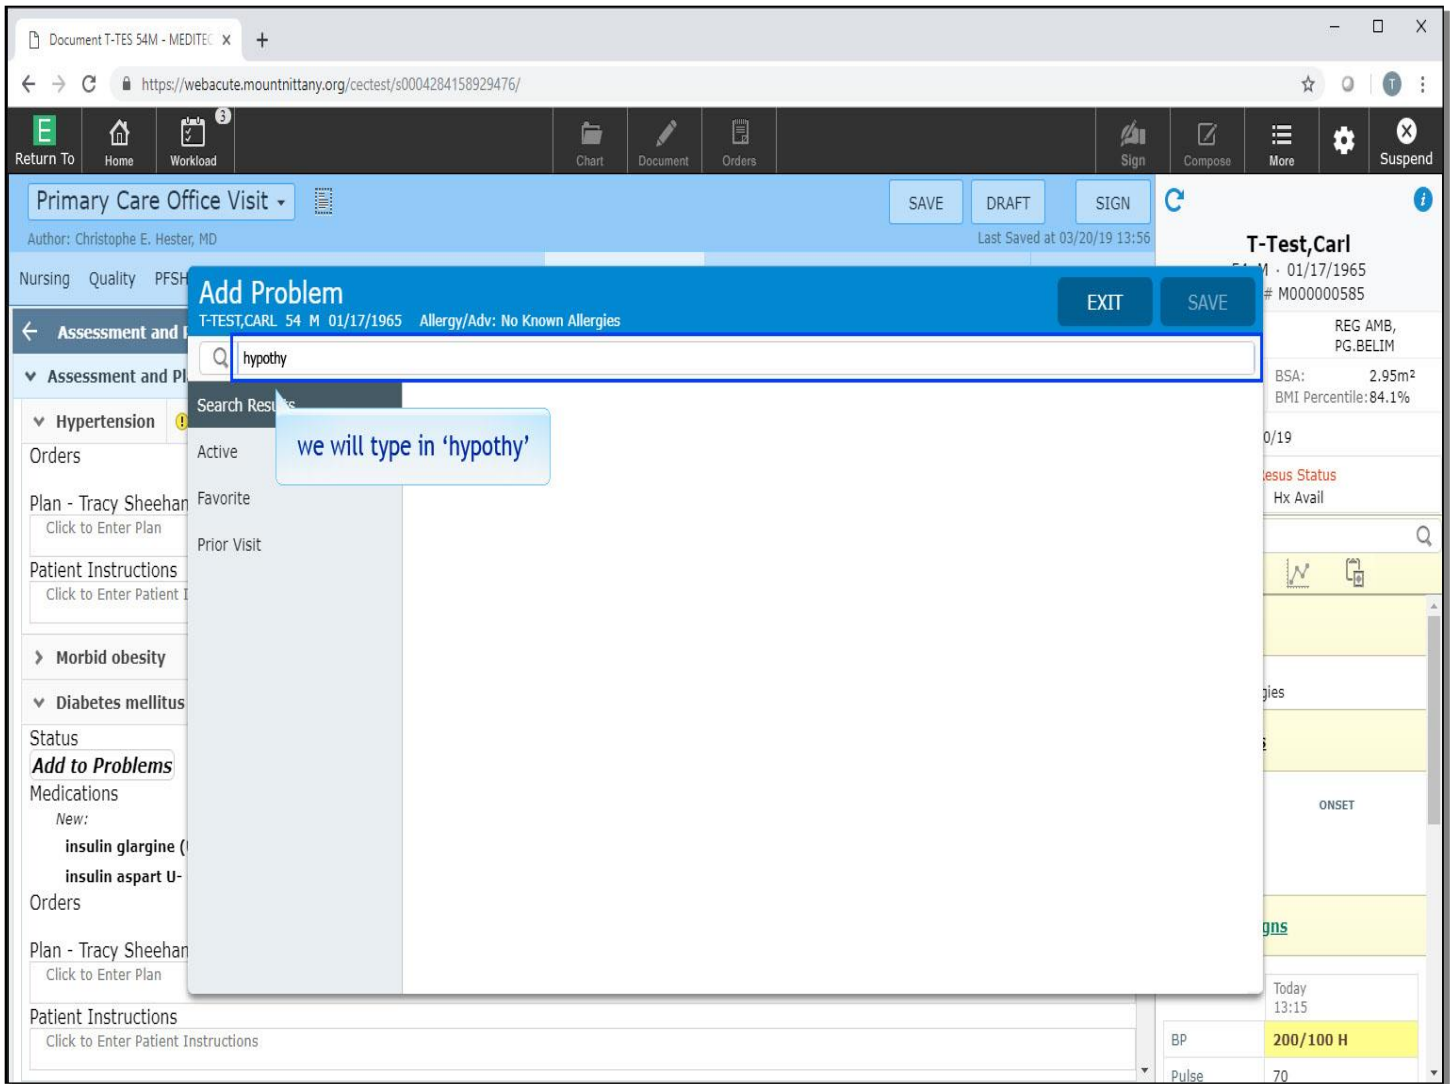 Document T-TES 54M - MEDITEC X
https://webacute.mountnittany.org/cectest/s0004284158929476/
T
E 3
Return To Home Workload Chart Document Orders Sign Compose More Suspend
Primary Care Office Visit SAVE DRAFT SIGN
Author: Christophe E. Hester, MD Last Saved at 03/20/19 13:56
T-Test,Carl
M · 01/17/1965
# M000000585
REG AMB,
PG.BELIM
BSA: 2.95m²
BMI Percentile: 84.1%
0/19
Status
Hx Avail
Nursing Quality PFSH
Assessment and
Assessment and
Hypertension
Orders
Plan - Tracy Sheehan
Click to Enter Plan
Patient Instructions
Click to Enter Patient
Morbid obesity
Diabetes mellitus
Status
Add to Problems
Medications
New:
insulin glargine
insulin aspart U-
Orders
Plan - Tracy Sheehan
Click to Enter Plan
Patient Instructions
Click to Enter Patient Instructions
Add Problem EXIT SAVE
T-TEST,CARL 54 M 01/17/1965 Allergy/Adv: No Known Allergies
hypothy
Search Results
we will type in ‘hypothy’
Active
Favorite
Prior Visit
ONSET
Today
13:15
BP 200/100 H
Pulse 70